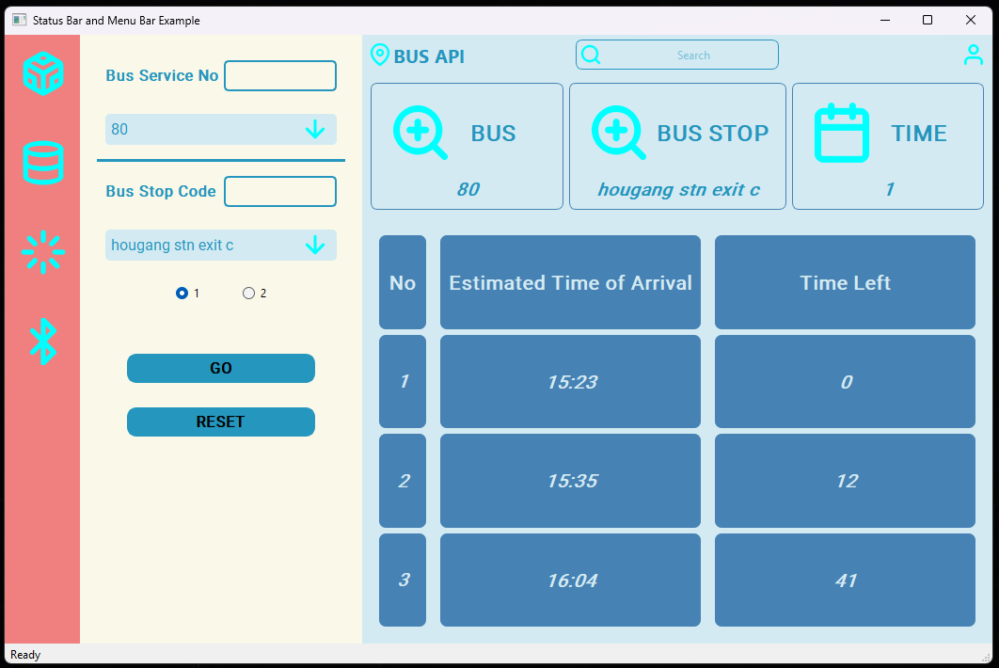 Status Bar and Menu Bar Example
Bus Service No
80
Bus Stop Code
hougang stn exit c
1 2
GO
RESET
BUS API
Search
BUS
80
BUS STOP
hougang stn exit c
TIME
1
No Estimated Time of Arrival Time Left
1 15:23 0
2 15:35 12
3 16:04 41
Ready